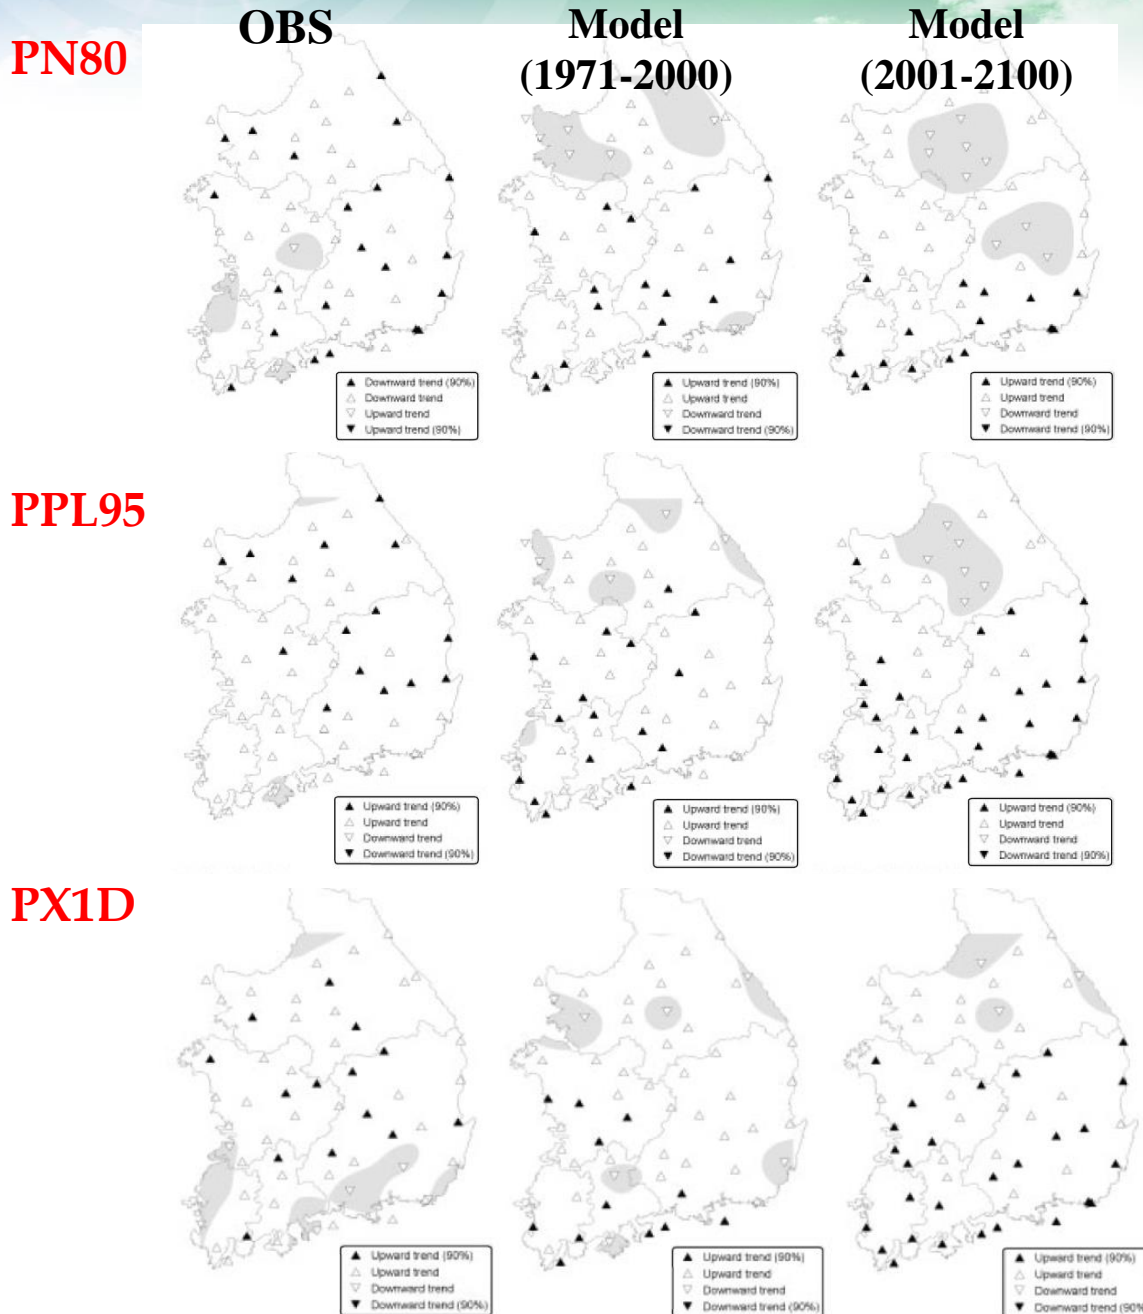 OBS
Model
(1971-2000)
Model
(2001-2100)
PN80
▲ Downward trend (90%)
△ Downward trend
▽ Upward trend
▼ Upward trend (90%)
▲ Upward trend (90%)
△ Upward trend
▽ Downward trend
▼ Downward trend (90%)
▲ Upward trend (90%)
△ Upward trend
▽ Downward trend
▼ Downward trend (90%)
PPL95
▲ Upward trend (90%)
△ Upward trend
▽ Downward trend
▼ Downward trend (90%)
▲ Upward trend (90%)
△ Upward trend
▽ Downward trend
▼ Downward trend (90%)
▲ Upward trend (90%)
△ Upward trend
▽ Downward trend
▼ Downward trend (90%)
PX1D
▲ Upward trend (90%)
△ Upward trend
▽ Downward trend
▼ Downward trend (90%)
▲ Upward trend (90%)
△ Upward trend
▽ Downward trend
▼ Downward trend (90%)
▲ Upward trend (90%)
△ Upward trend
▽ Downward trend
▼ Downward trend (90%